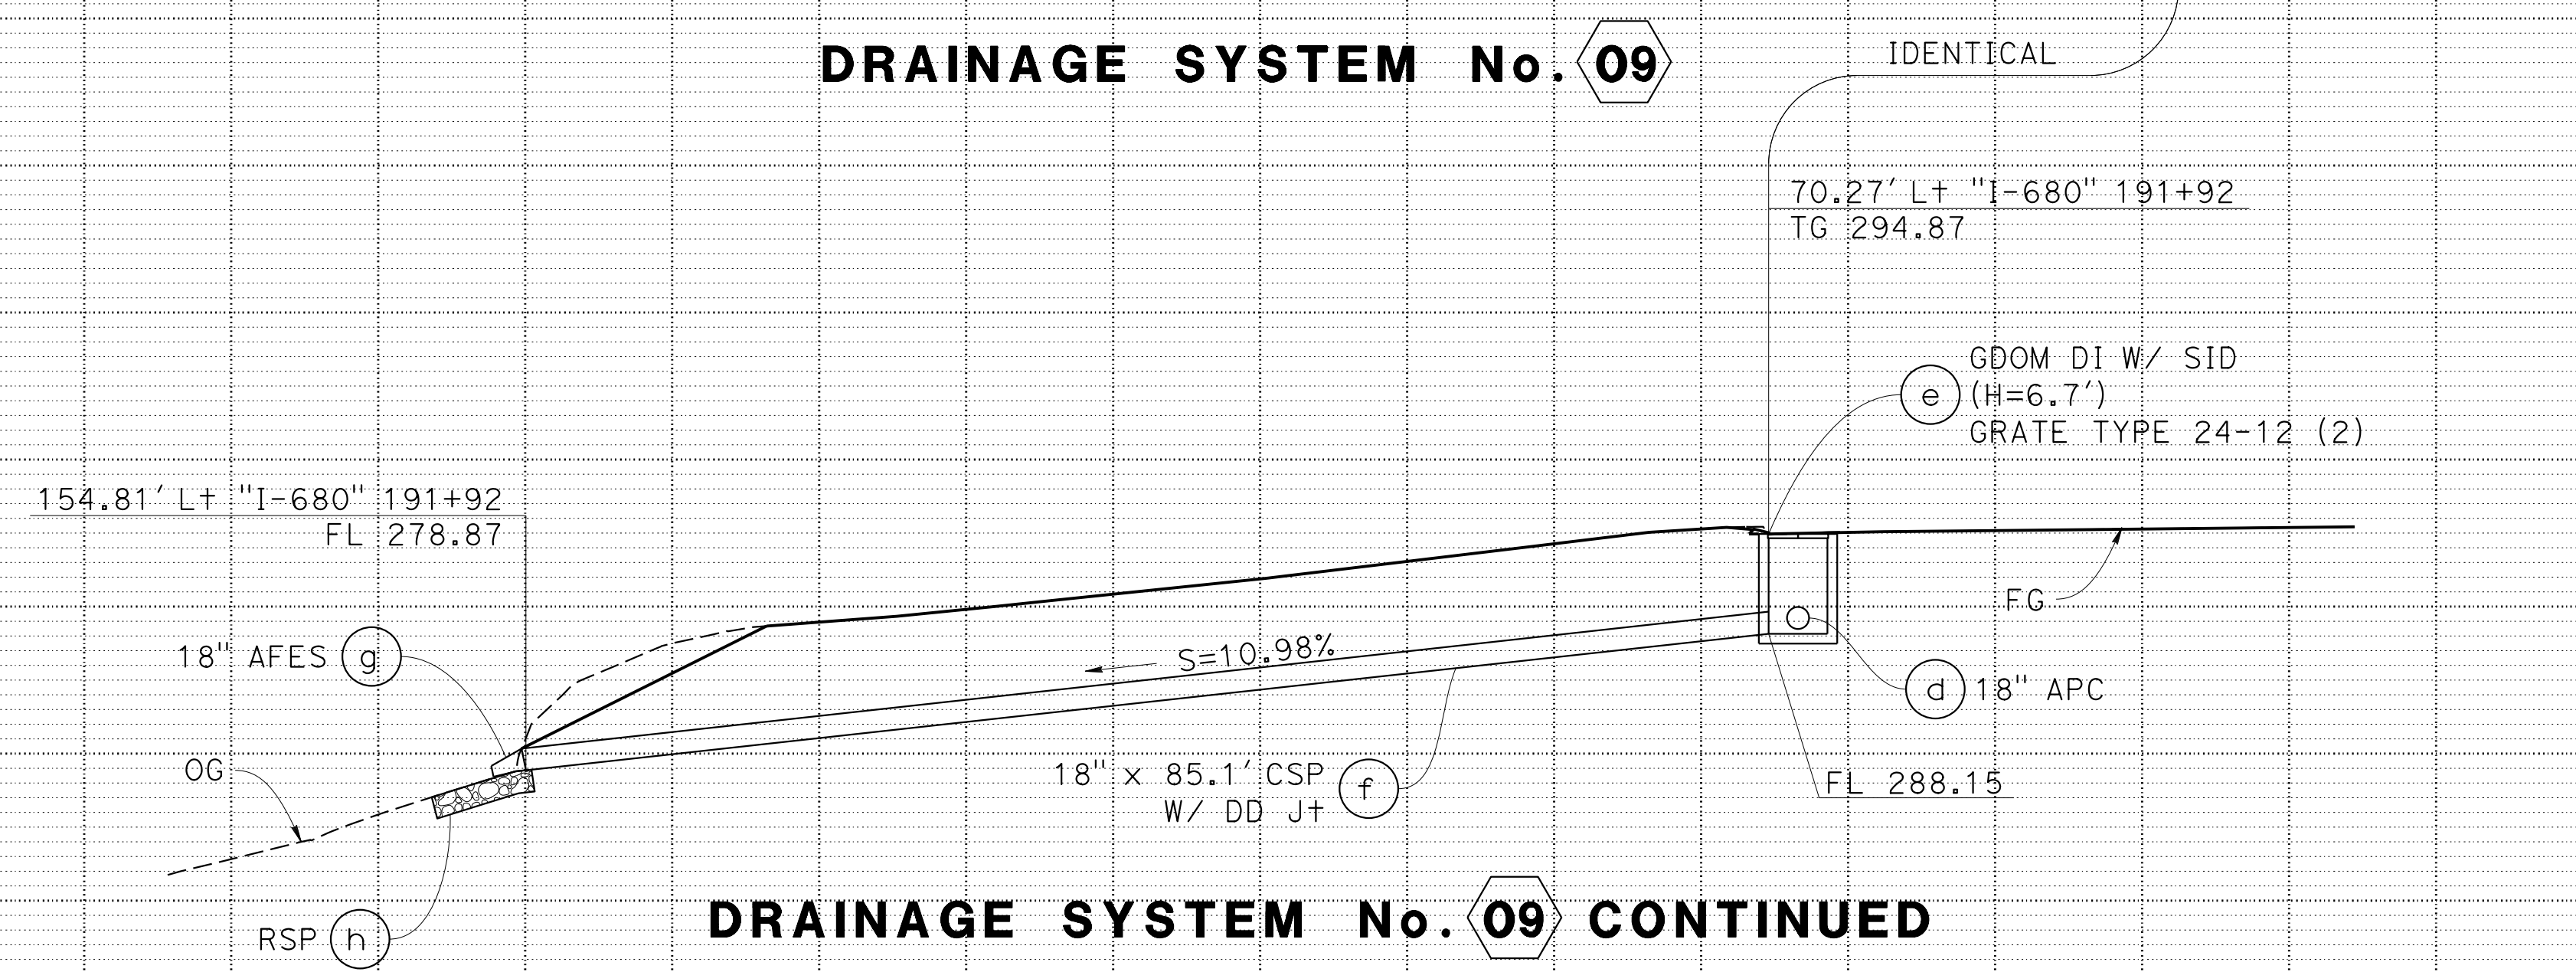 DRAINAGE SYSTEM No. 09
IDENTICAL
70.27' Lt "I-680" 191+92
TG 294.87
e GDOM DI W/ SID
(H=6.7')
GRATE TYPE 24-12 (2)
154.81' Lt "I-680" 191+92
FL 278.87
FG
18" AFES g
S=10.98%
d 18" APC
OG
18" x 85.1' CSP f
W/ DD Jt
FL 288.15
RSP h
DRAINAGE SYSTEM No. 09 CONTINUED